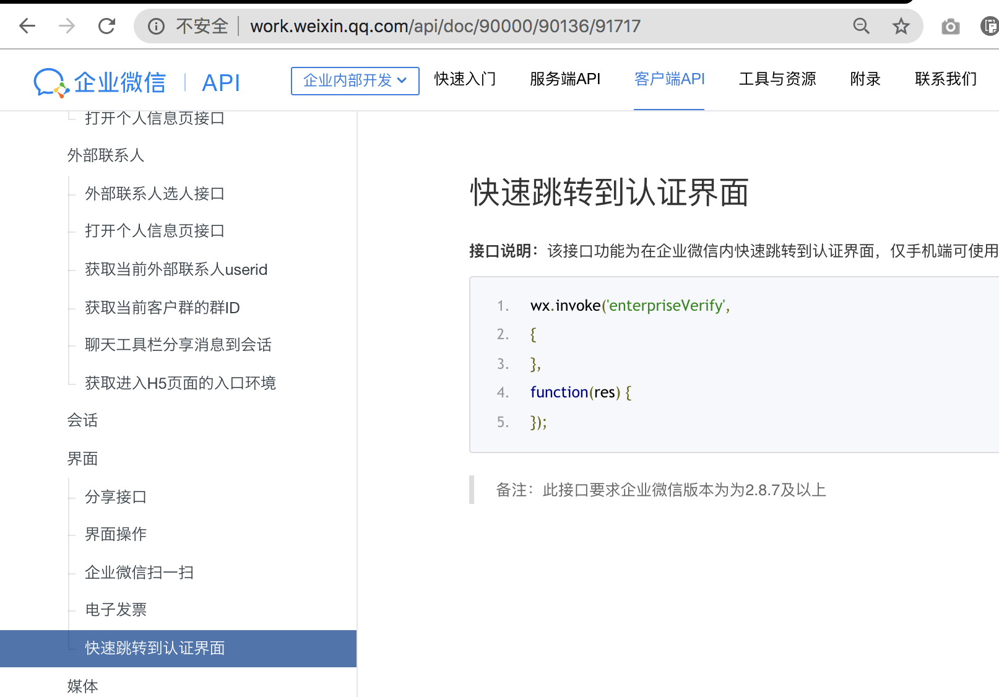 不安全 work.weixin.qq.com/api/doc/90000/90136/91717
企业微信 API 企业内部开发 快速入门 服务端API 客户端API 工具与资源 附录 联系我们
打开个人信息页接口
外部联系人
外部联系人选人接口
打开个人信息页接口
获取当前外部联系人userid
获取当前客户群的群ID
聊天工具栏分享消息到会话
获取进入H5页面的入口环境
会话
界面
分享接口
界面操作
企业微信扫一扫
电子发票
快速跳转到认证界面
媒体
快速跳转到认证界面
接口说明：该接口功能为在企业微信内快速跳转到认证界面，仅手机端可使用
1. wx.invoke('enterpriseVerify',
2. {
3. },
4. function(res) {
5. });
备注：此接口要求企业微信版本为为2.8.7及以上